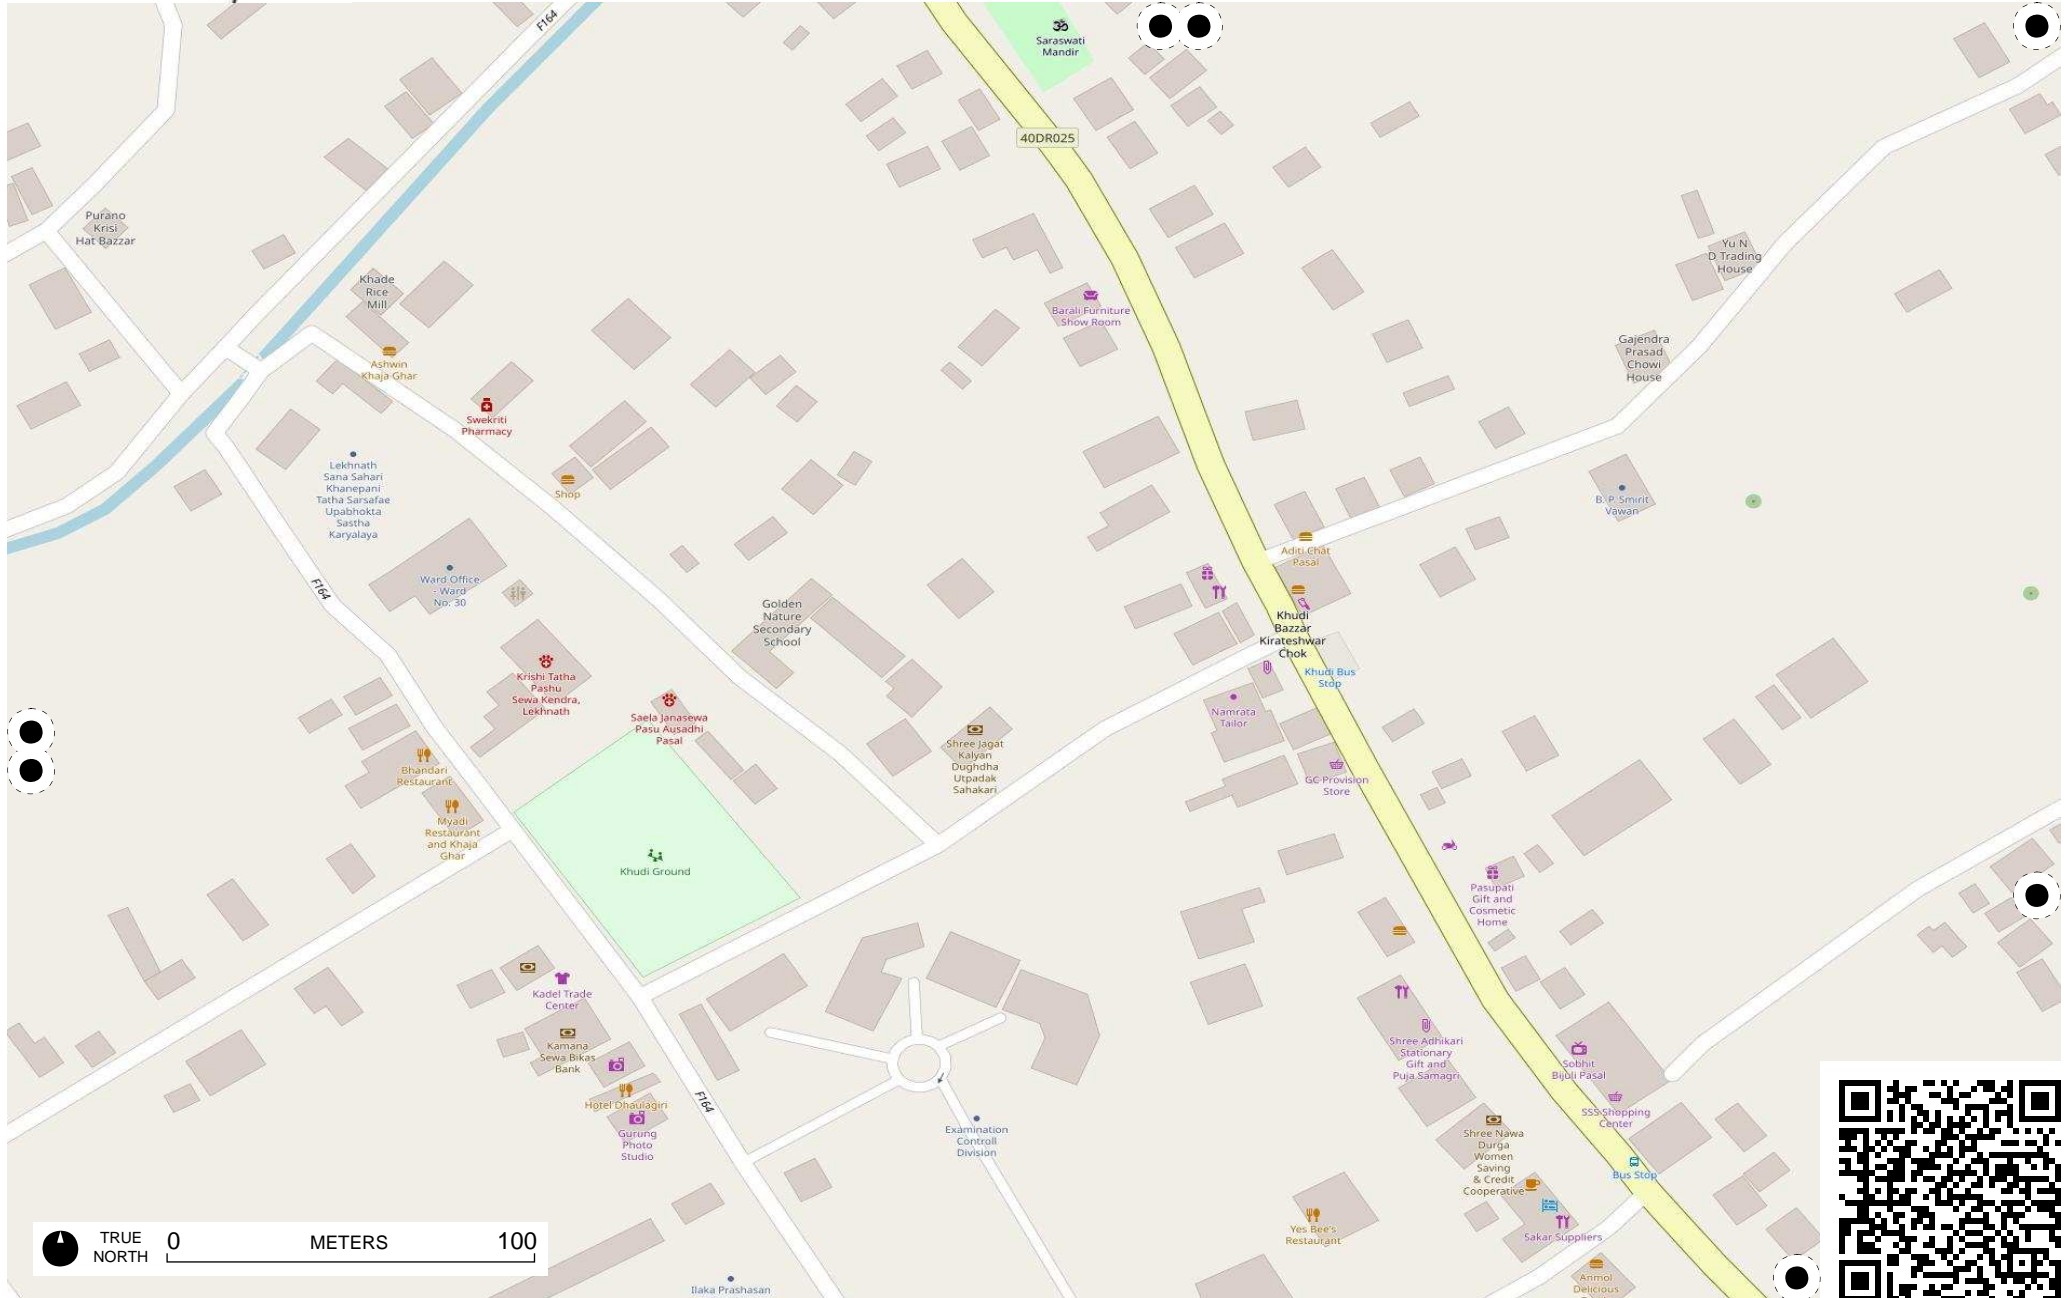 F164
Saraswati
Mandir
40DR025
Purano
Krisi
Hat Bazzar
Khade
Rice
Mill
Yu N
D Trading
House
Barali Furniture
Show Room
Gajendra
Prasad
Chowi
House
Ashwin
Khaja Ghar
Swekriti
Pharmacy
Lekhnath
Sana Sahari
Khanepani
Tatha Sarsafae
Upabhokta
Sastha
Karyalaya
Shop
B. P. Smirit
Vawan
Aditi Chat
Pasal
F164
Ward Office
- Ward
No. 30
Golden
Nature
Secondary
School
Khudi
Bazzar
Kirateshwar
Chok
Khudi Bus
Stop
Krishi Tatha
Pashu
Sewa Kendra,
Lekhnath
Saela Janasewa
Pasu Ausadhi
Pasal
Namrata
Tailor
Shree Jagat
Kalyan
Dughdha
Utpadak
Sahakari
Bhandari
Restaurant
GC Provision
Store
Myadi
Restaurant
and Khaja
Ghar
Khudi Ground
Pasupati
Gift and
Cosmetic
Home
Kadel Trade
Center
Kamana
Sewa Bikas
Bank
Shree Adhikari
Stationary
Gift and
Puja Samagri
Sobhit
Bijuli Pasal
Hotel Dhaulagiri
F164
SSS Shopping
Center
Gurung
Photo
Studio
Examination
Controll
Division
Shree Nawa
Durga
Women
Saving
& Credit
Cooperative
Bus Stop
Yes Bee's
Restaurant
Sakar Suppliers
TRUE
NORTH
0 METERS 100
Ilaka Prashasan
Anmol
Delicious